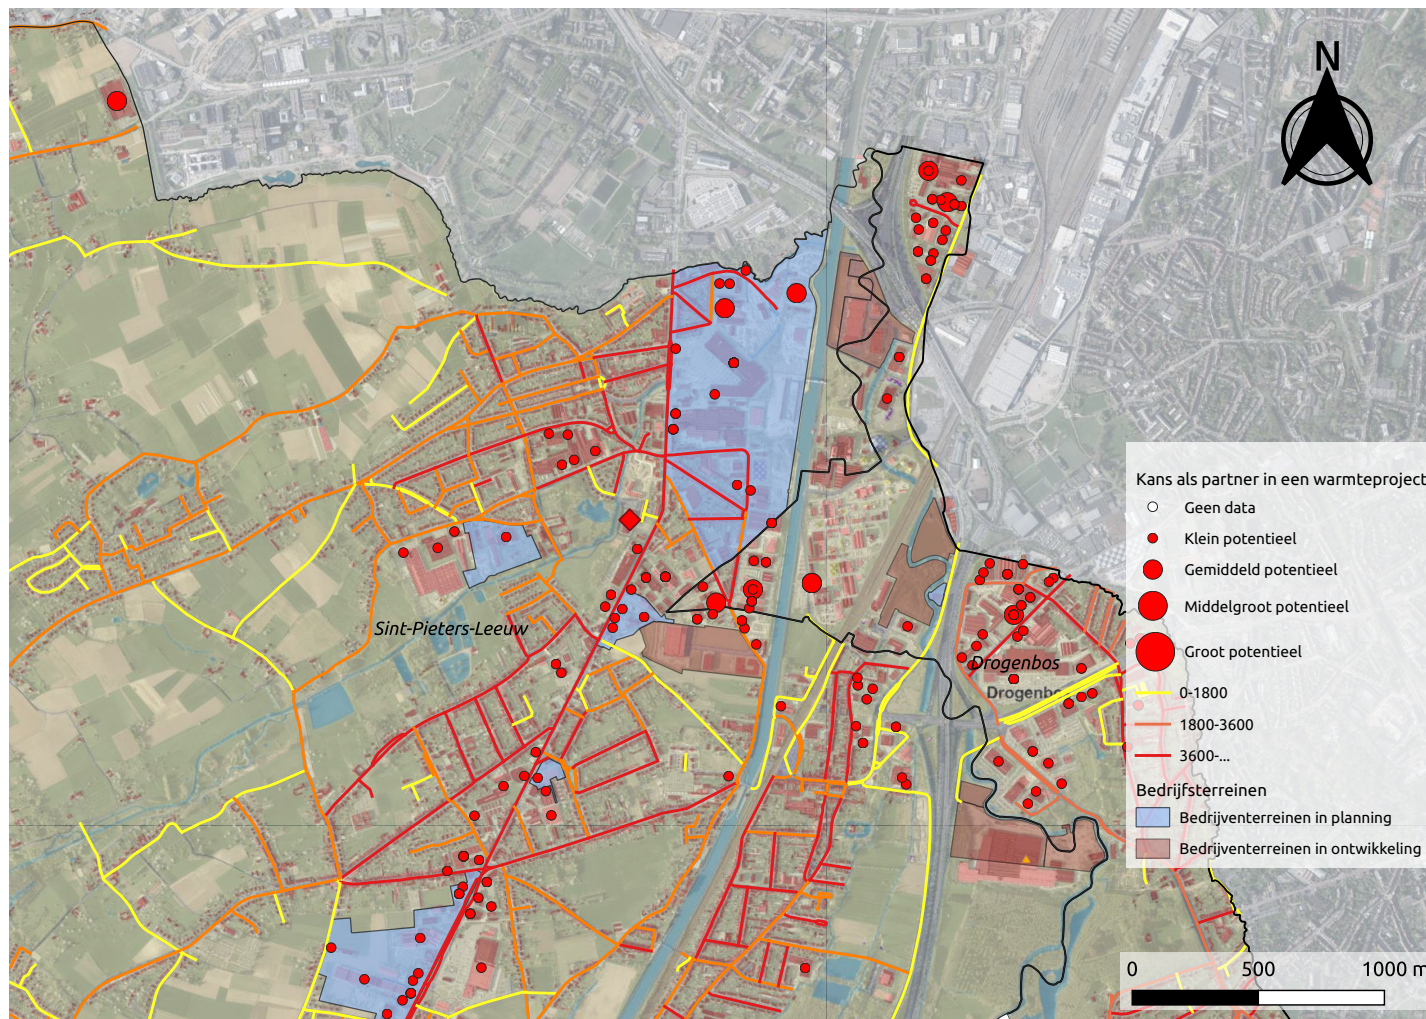 N
Kans als partner in een warmteproject
Geen data
Klein potentieel
Gemiddeld potentieel
Middelgroot potentieel
Groot potentieel
0-1800
1800-3600
3600-...
Bedrijfsterreinen
Bedrijventerreinen in planning
Bedrijventerreinen in ontwikkeling
Sint-Pieters-Leeuw
Drogenbos
Drogenbo
0 500 1000 m